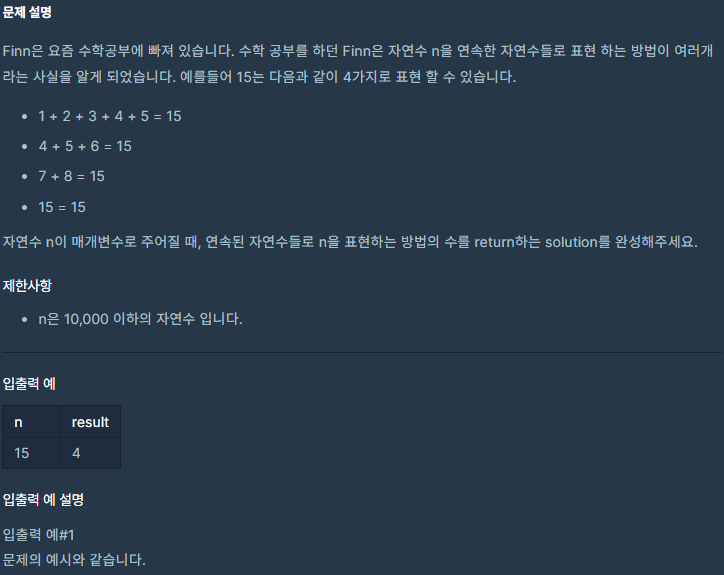 문제 설명
Finn은 요즘 수학공부에 빠져 있습니다. 수학 공부를 하던 Finn은 자연수 n을 연속한 자연수들로 표현 하는 방법이 여러개
라는 사실을 알게 되었습니다. 예를들어 15는 다음과 같이 4가지로 표현 할 수 있습니다.
• 1 + 2 + 3 + 4 + 5 = 15
• 4 + 5 + 6 = 15
• 7 + 8 = 15
• 15 = 15
자연수 n이 매개변수로 주어질 때, 연속된 자연수들로 n을 표현하는 방법의 수를 return하는 solution를 완성해주세요.
제한사항
• n은 10,000 이하의 자연수 입니다.
입출력 예
n result
15 4
입출력 예 설명
입출력 예#1
문제의 예시와 같습니다.